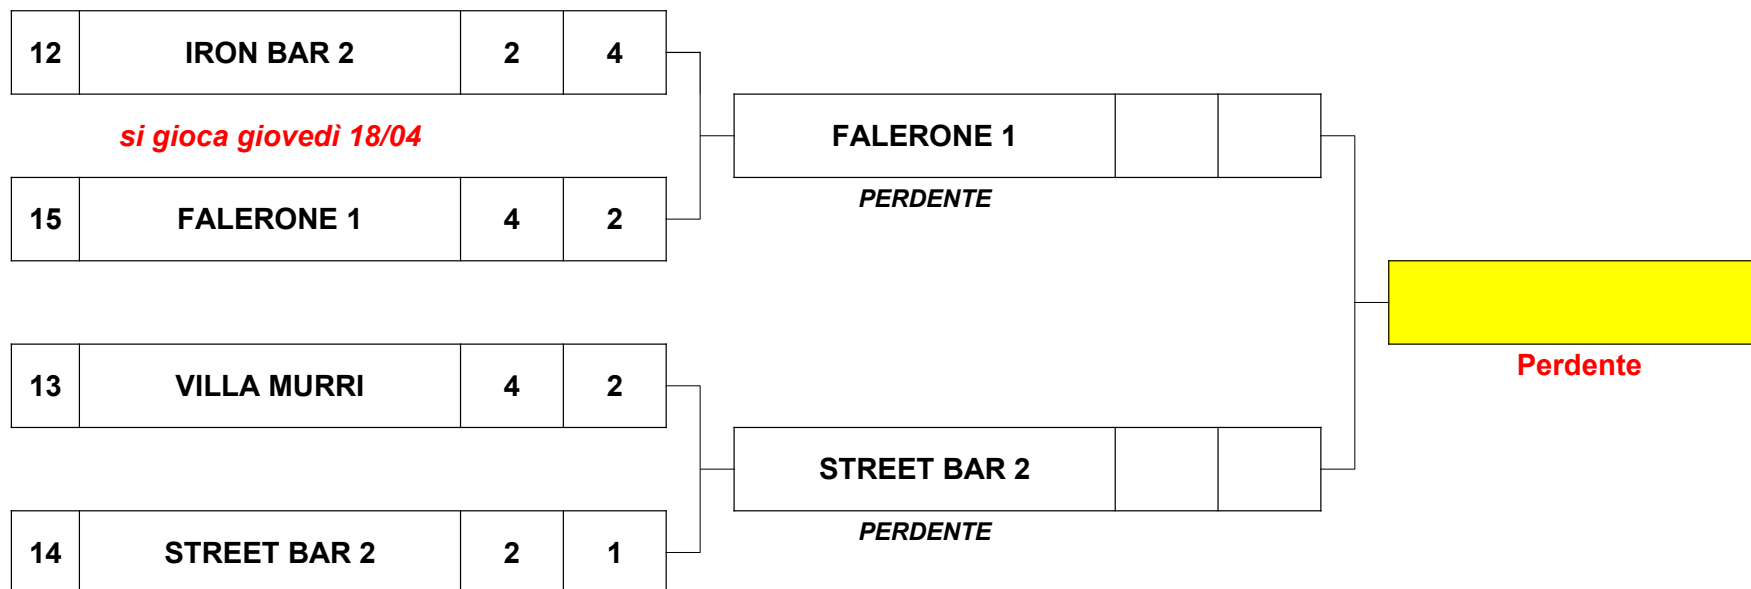 12 IRON BAR 2 2 4
si gioca giovedì 18/04
15 FALERONE 1 4 2
FALERONE 1
PERDENTE
13 VILLA MURRI 4 2
14 STREET BAR 2 2 1
STREET BAR 2
PERDENTE
Perdente